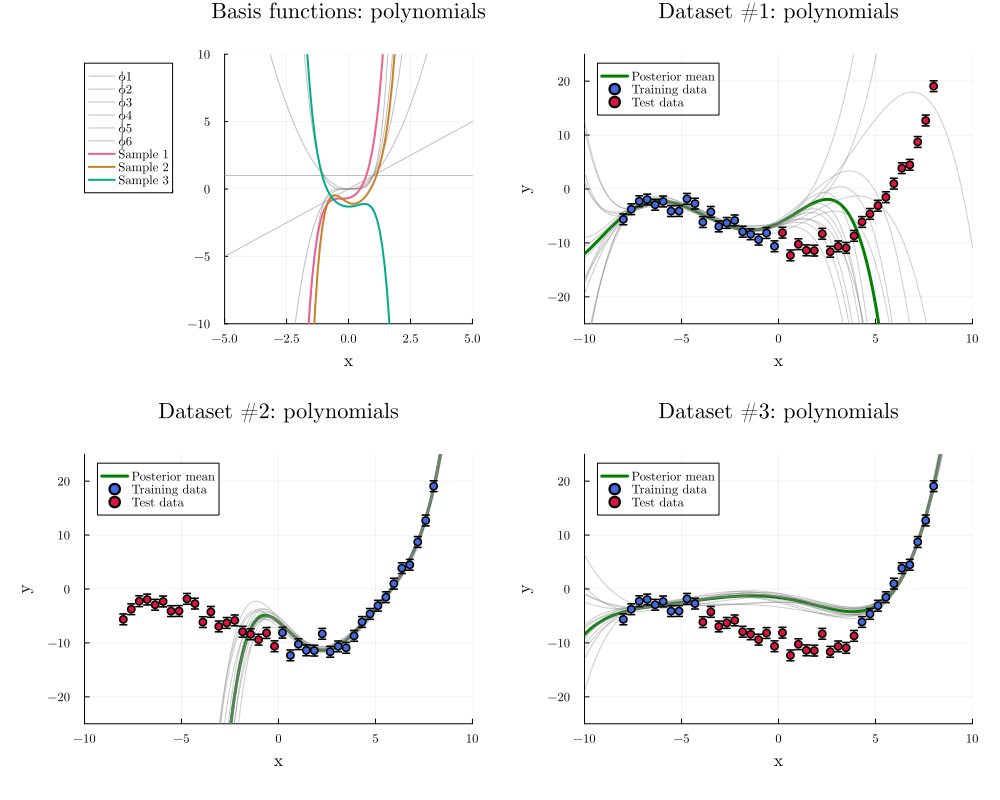 Basis functions: polynomials
ϕ1
ϕ2
ϕ3
ϕ4
ϕ5
ϕ6
Sample 1
Sample 2
Sample 3
10
5
0
−5
−10
−5.0 −2.5 0.0 2.5 5.0
x
Dataset #1: polynomials
Posterior mean
Training data
Test data
y
20
10
0
−10
−20
−10 −5 0 5 10
x
Dataset #2: polynomials
Posterior mean
Training data
Test data
y
20
10
0
−10
−20
−10 −5 0 5 10
x
Dataset #3: polynomials
Posterior mean
Training data
Test data
y
20
10
0
−10
−20
−10 −5 0 5 10
x